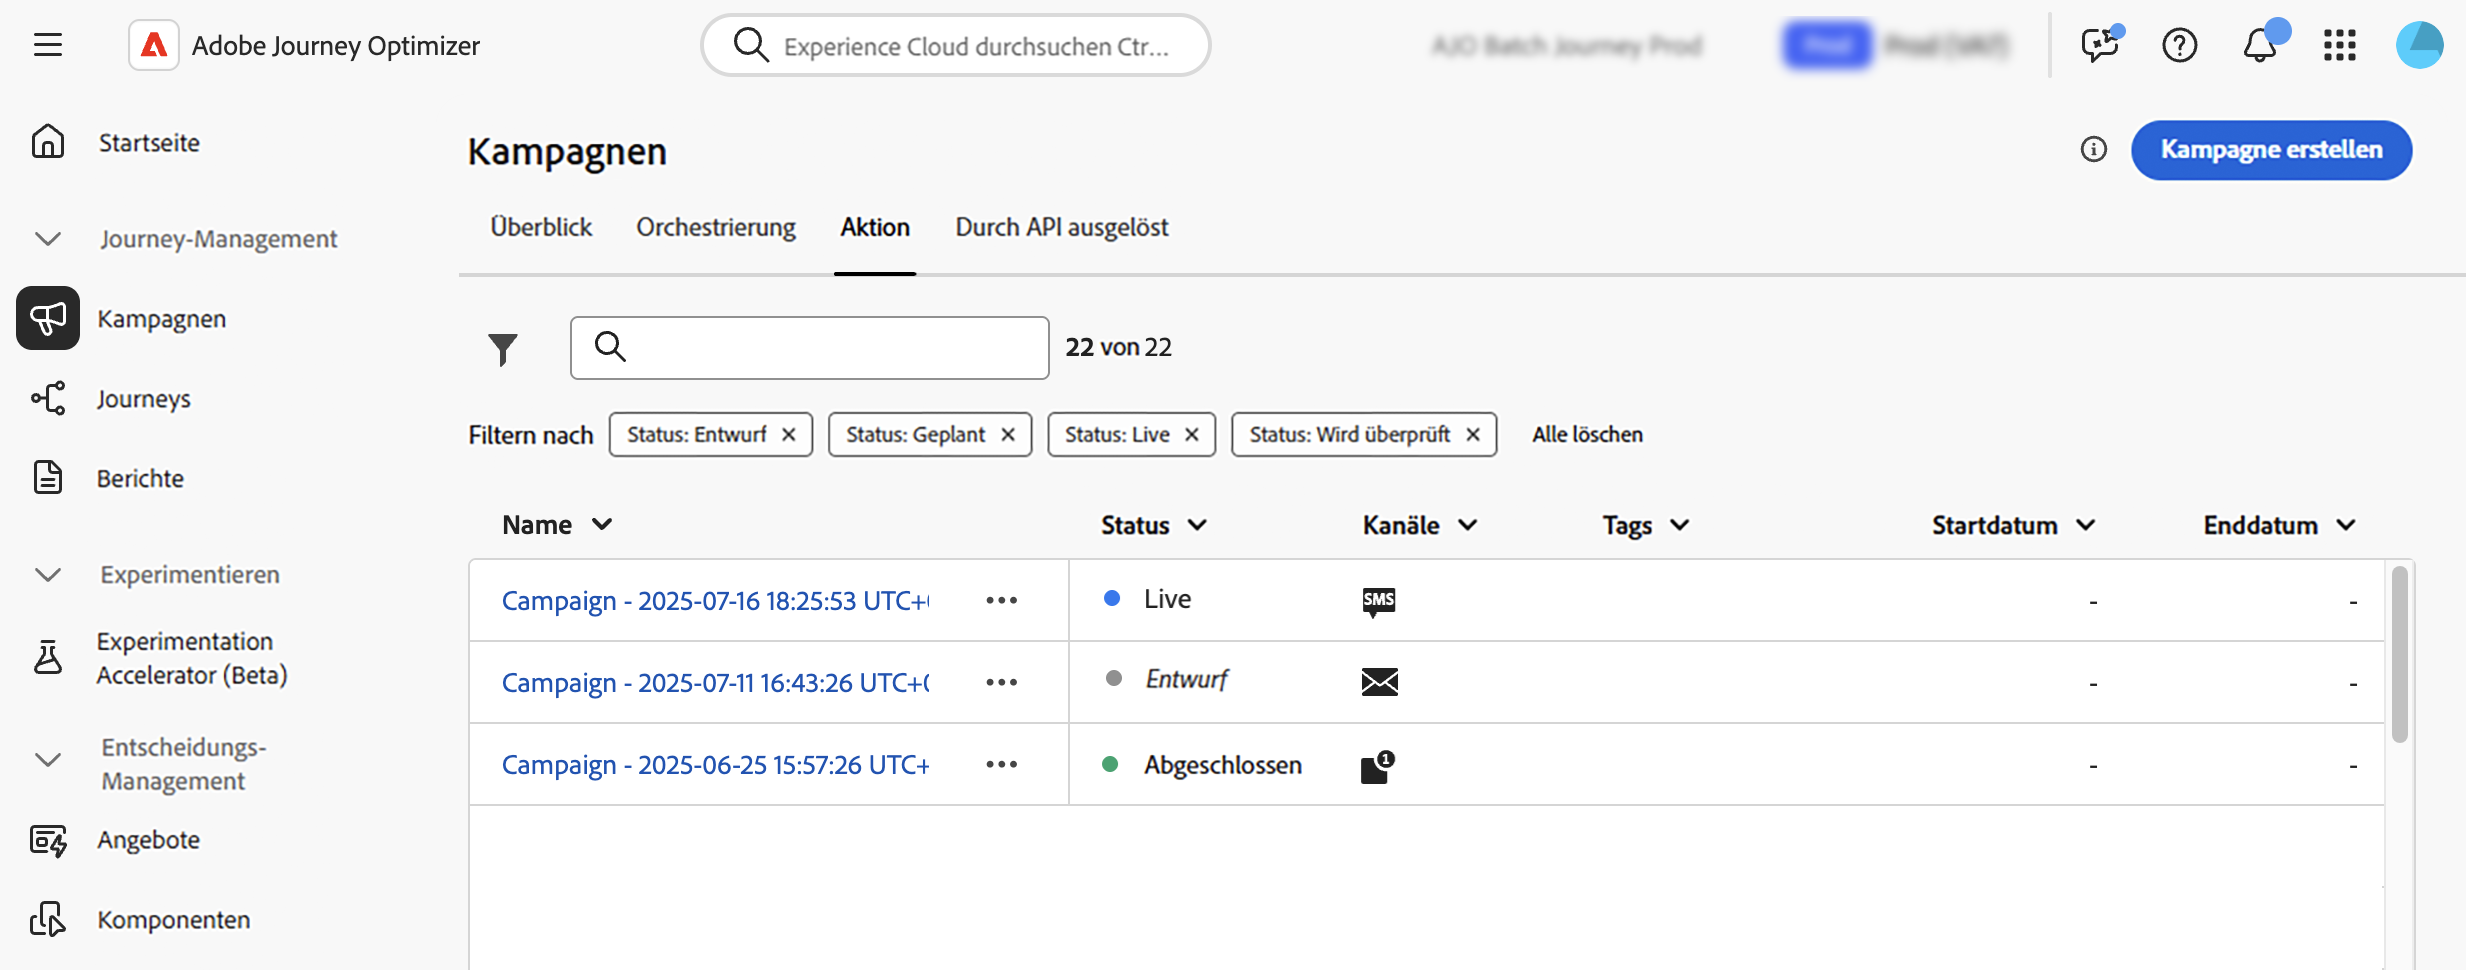 Adobe Journey Optimizer
Experience Cloud durchsuchen Ctr...
Startseite
Journey-Management
Kampagnen
Journeys
Berichte
Experimentieren
Experimentation
Accelerator (Beta)
Entscheidungs-
Management
Angebote
Komponenten
Kampagnen
Kampagne erstellen
Überblick Orchestrierung Aktion Durch API ausgelöst
22 von 22
Filtern nach Status: Entwurf Status: Geplant Status: Live Status: Wird überprüft Alle löschen
Name Status Kanäle Tags Startdatum Enddatum
Campaign - 2025-07-16 18:25:53 UTC+ Live SMS - -
Campaign - 2025-07-11 16:43:26 UTC+ Entwurf - -
Campaign - 2025-06-25 15:57:26 UTC+ Abgeschlossen 1 - -